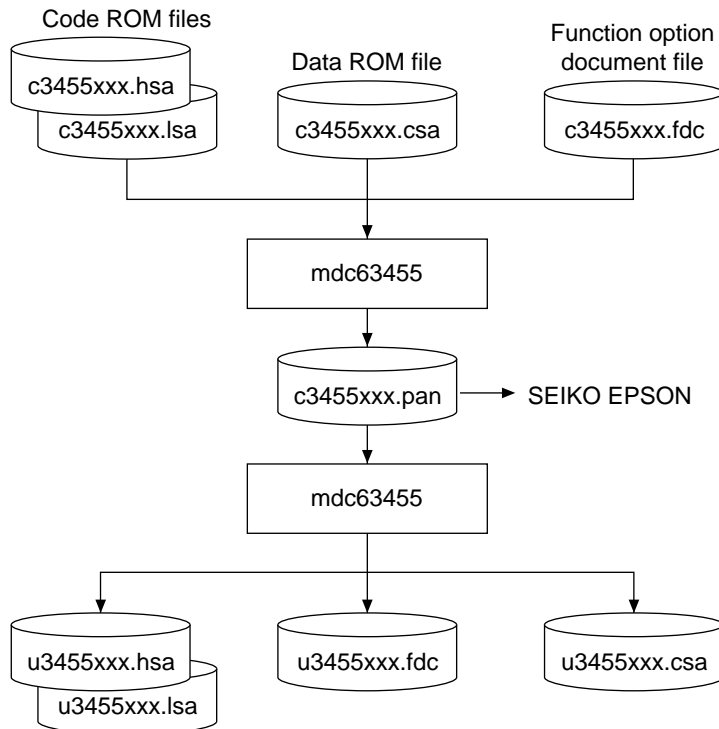 Code ROM files
c3455xxx.hsa
c3455xxx.lsa
Data ROM file
c3455xxx.csa
Function option
document file
c3455xxx.fdc
mdc63455
c3455xxx.pan
SEIKO EPSON
mdc63455
u3455xxx.hsa
u3455xxx.lsa
u3455xxx.fdc
u3455xxx.csa